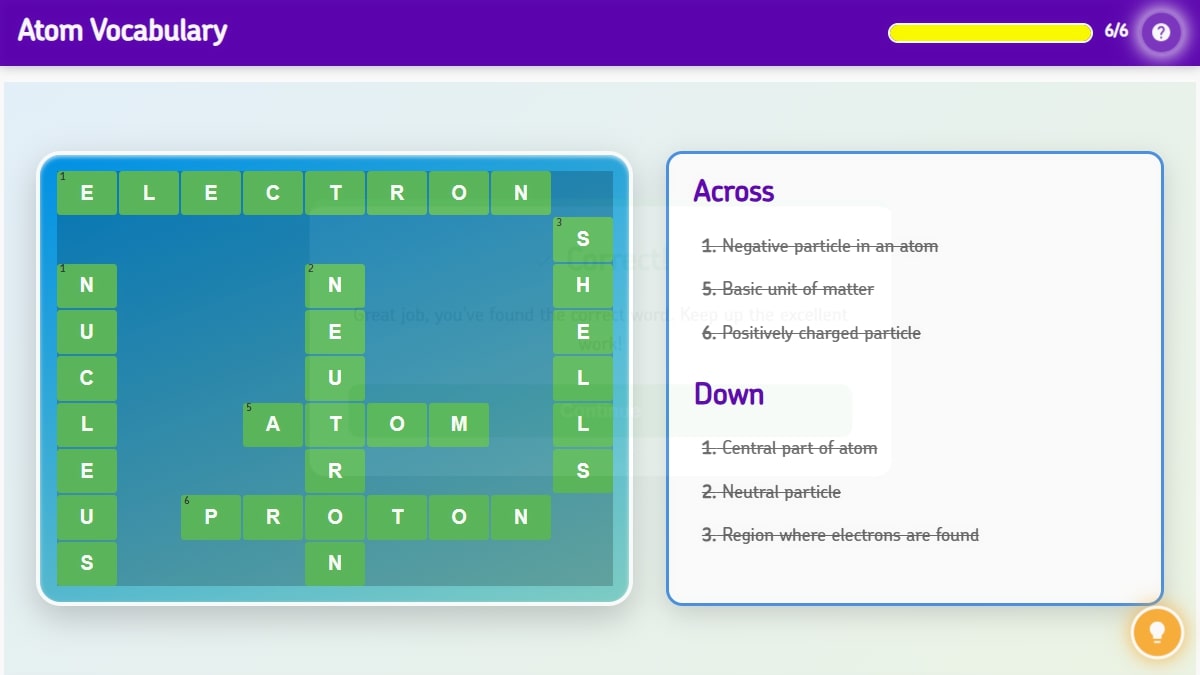 Atom Vocabulary
6/6
?
1 E L E C T R O N
3 S
1 N 2 N H
U E E
C U L
L 5 A T O M L
E R S
U 6 P R O T O N
S N
✓ Correct!
Great job, you've found the correct word. Keep up the excellent
work!
Continue
Across
1. Negative particle in an atom
5. Basic unit of matter
6. Positively charged particle
Down
1. Central part of atom
2. Neutral particle
3. Region where electrons are found